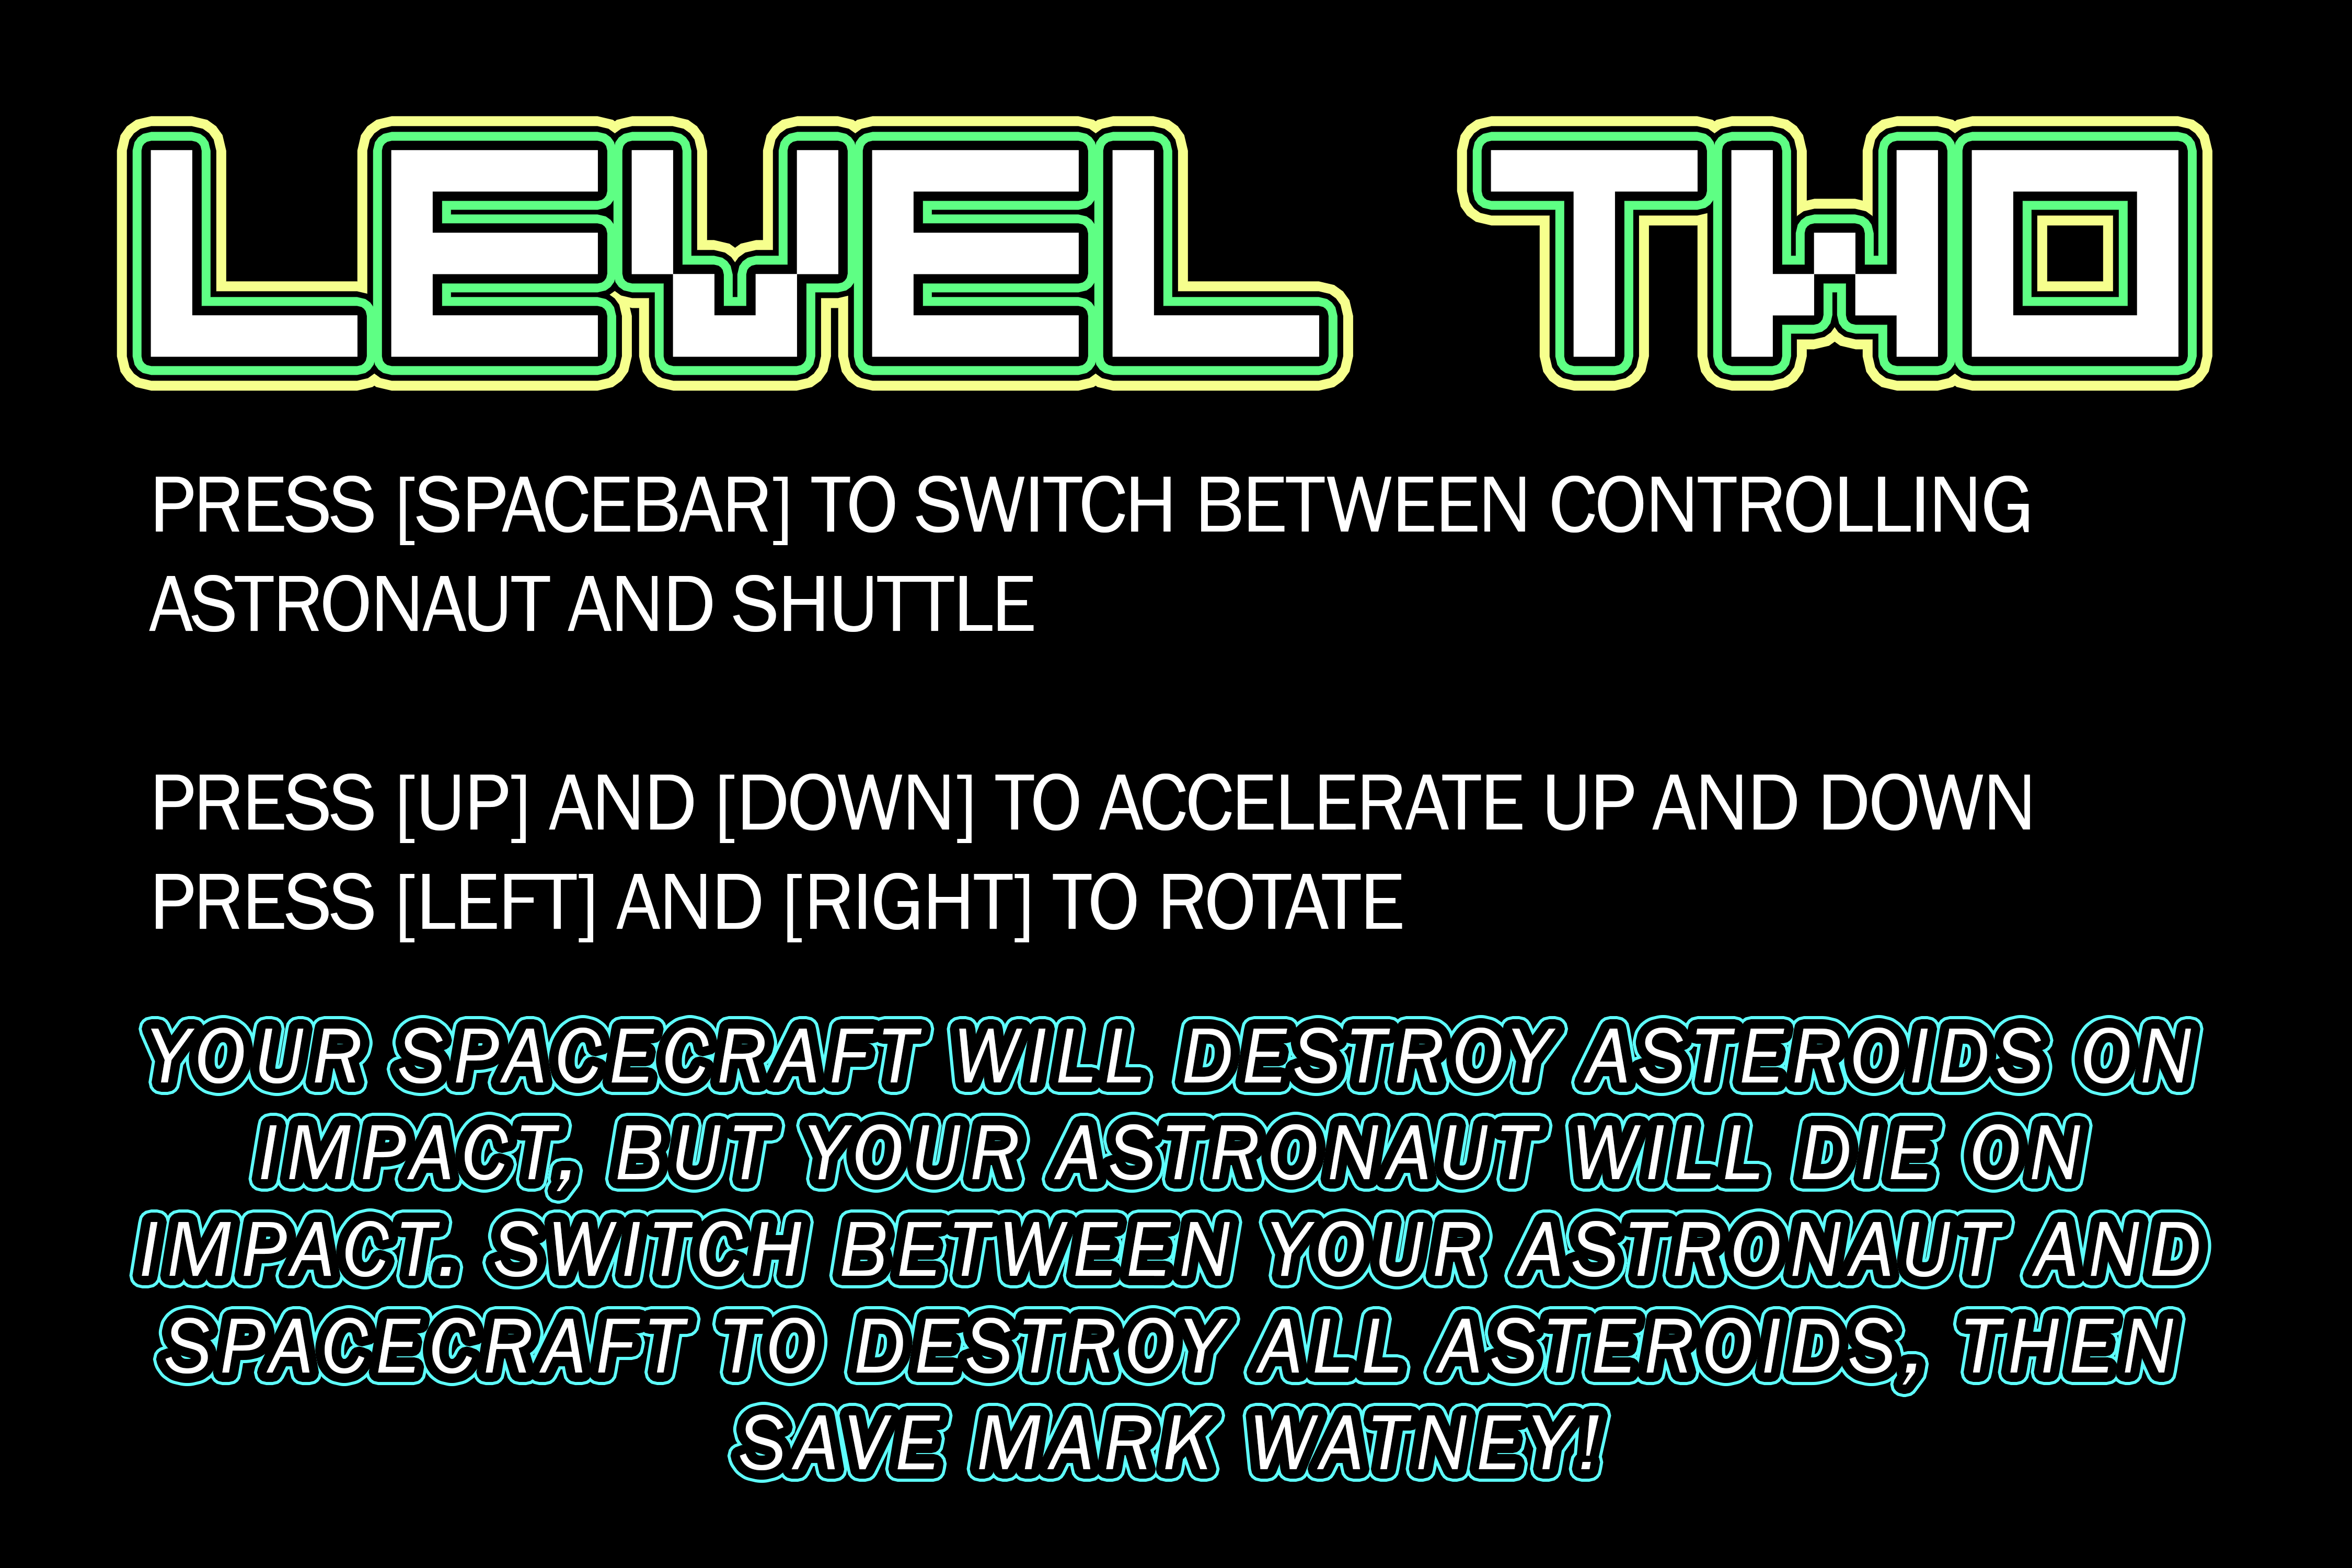 LEVEL TWO
PRESS [SPACEBAR] TO SWITCH BETWEEN CONTROLLING
ASTRONAUT AND SHUTTLE
PRESS [UP] AND [DOWN] TO ACCELERATE UP AND DOWN
PRESS [LEFT] AND [RIGHT] TO ROTATE
YOUR SPACECRAFT WILL DESTROY ASTEROIDS ON
IMPACT, BUT YOUR ASTRONAUT WILL DIE ON
IMPACT. SWITCH BETWEEN YOUR ASTRONAUT AND
SPACECRAFT TO DESTROY ALL ASTEROIDS, THEN
SAVE MARK WATNEY!